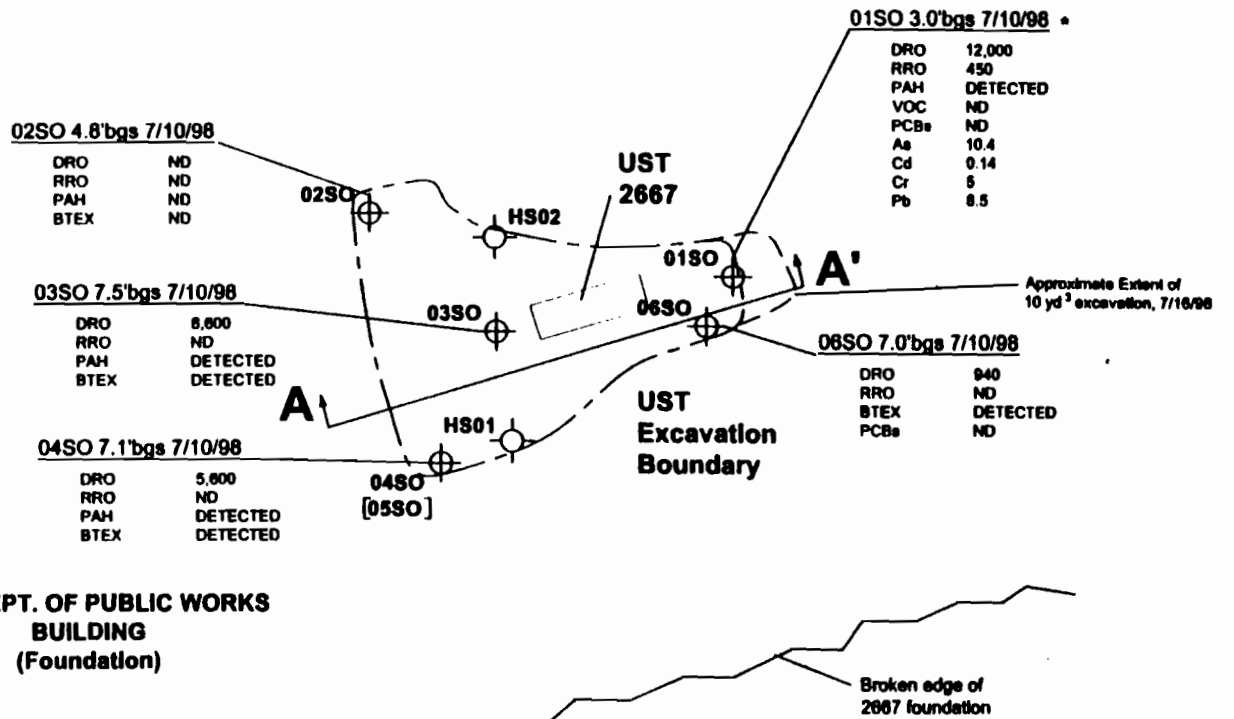 01SO 3.0'bgs 7/10/98 *
DRO 12,000
RRO 450
PAH DETECTED
VOC ND
PCBs ND
As 10.4
Cd 0.14
Cr 5
Pb 8.5
02SO 4.8'bgs 7/10/98
DRO ND
RRO ND
PAH ND
BTEX ND
02SO
HS02
UST
2667
01SO
A'
Approximate Extent of
10 yd³ excavation, 7/16/98
03SO 7.5'bgs 7/10/98
DRO 6,600
RRO ND
PAH DETECTED
BTEX DETECTED
03SO
06SO
06SO 7.0'bgs 7/10/98
DRO 940
RRO ND
BTEX DETECTED
PCBs ND
A
HS01
UST
Excavation
Boundary
04SO 7.1'bgs 7/10/98
DRO 5,600
RRO ND
PAH DETECTED
BTEX DETECTED
04SO
[05SO]
EPT. OF PUBLIC WORKS
BUILDING
(Foundation)
Broken edge of
2667 foundation